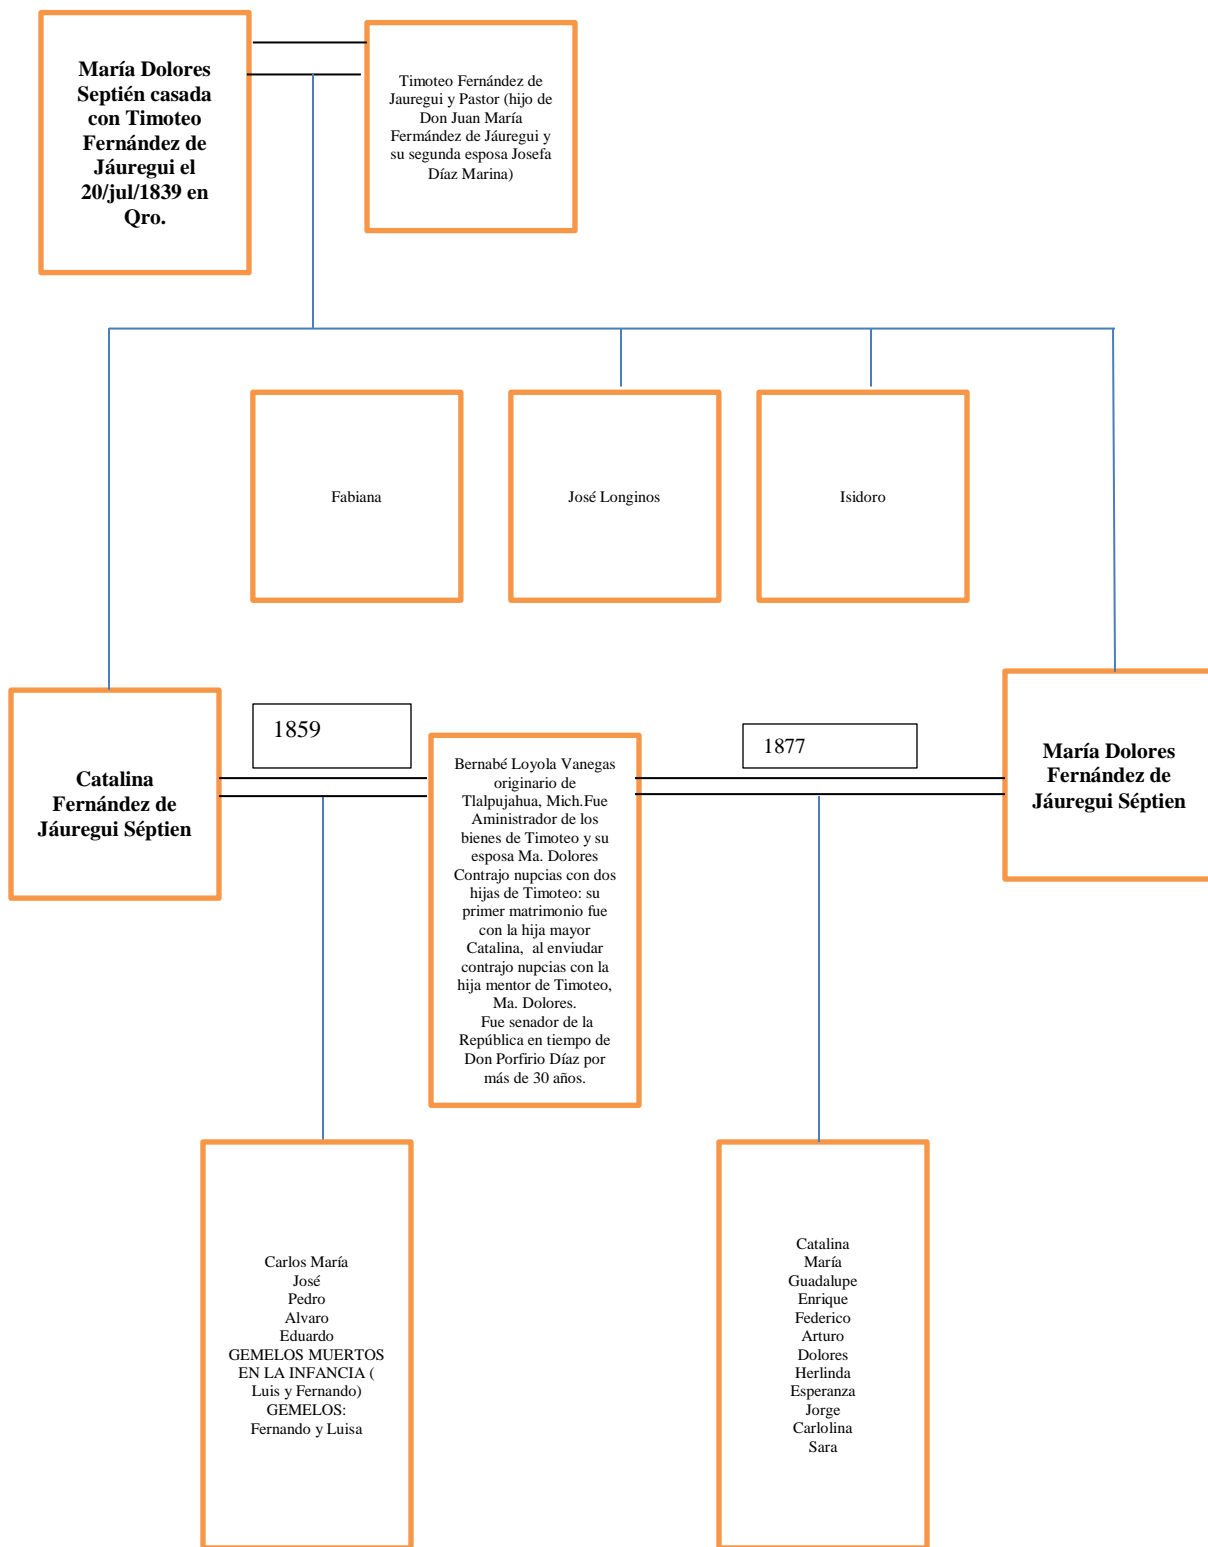 María Dolores
Septién casada
con Timoteo
Fernández de
Jáuregui el
20/jul/1839 en
Qro.
Timoteo Fernández de
Jauregui y Pastor (hijo de
Don Juan María
Fermández de Jáuregui y
su segunda esposa Josefa
Díaz Marina)
Fabiana
José Longinos
Isidoro
Catalina
Fernández de
Jáuregui Séptien
1859
Bernabé Loyola Vanegas
originario de
Tlalpujahua, Mich.Fue
Aministrador de los
bienes de Timoteo y su
esposa Ma. Dolores
Contrajo nupcias con dos
hijas de Timoteo: su
primer matrimonio fue
con la hija mayor
Catalina,  al enviudar
contrajo nupcias con la
hija mentor de Timoteo,
Ma. Dolores.
Fue senador de la
República en tiempo de
Don Porfirio Díaz por
más de 30 años.
1877
María Dolores
Fernández de
Jáuregui Séptien
Carlos María
José
Pedro
Alvaro
Eduardo
GEMELOS MUERTOS
EN LA INFANCIA (
Luis y Fernando)
GEMELOS:
Fernando y Luisa
Catalina
María
Guadalupe
Enrique
Federico
Arturo
Dolores
Herlinda
Esperanza
Jorge
Carlolina
Sara